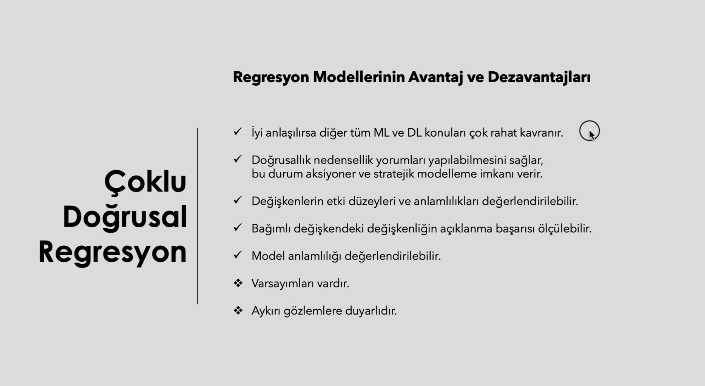 Regresyon Modellerinin Avantaj ve Dezavantajları
Çoklu
Doğrusal
Regresyon
✓ İyi anlaşılırsa diğer tüm ML ve DL konuları çok rahat kavranır.
✓ Doğrusallık nedensellik yorumları yapılabilmesini sağlar,
bu durum aksiyoner ve stratejik modelleme imkanı verir.
✓ Değişkenlerin etki düzeyleri ve anlamlılıkları değerlendirilebilir.
✓ Bağımlı değişkendeki değişkenliğin açıklanma başarısı ölçülebilir.
✓ Model anlamlılığı değerlendirilebilir.
❖ Varsayımları vardır.
❖ Aykırı gözlemlere duyarlıdır.